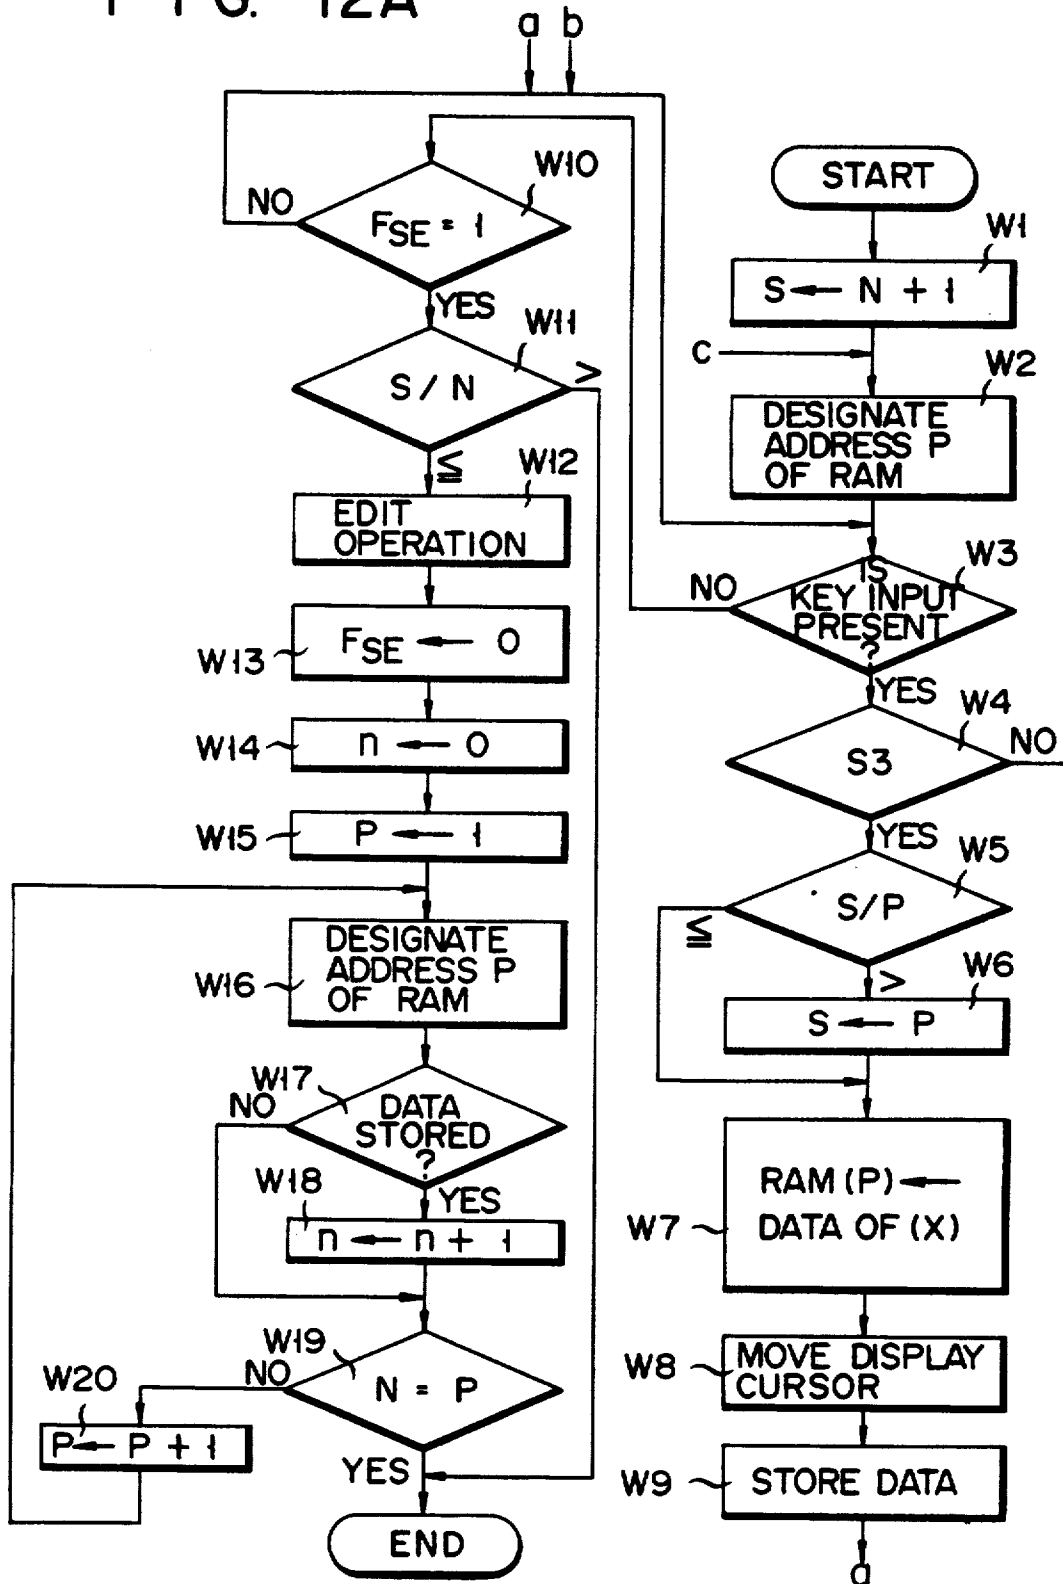 FIG. 12A
a b
START
W1
S ← N + 1
c
W2
DESIGNATE
ADDRESS P
OF RAM
W3
IS
KEY INPUT
PRESENT
?
NO
YES
W4
S3
NO
YES
W5
S/P
≦
>
W6
S ← P
W7
RAM (P) ←
DATA OF (X)
W8
MOVE DISPLAY
CURSOR
W9
STORE DATA
a
W10
NO
FSE = 1
YES
W11
S / N
>
≦
W12
EDIT
OPERATION
W13
FSE ← 0
W14
n ← 0
W15
P ← 1
W16
DESIGNATE
ADDRESS P
OF RAM
W17
NO
DATA
STORED
?
YES
W18
n ← n + 1
W19
NO
N = P
W20
P ← P + 1
YES
END